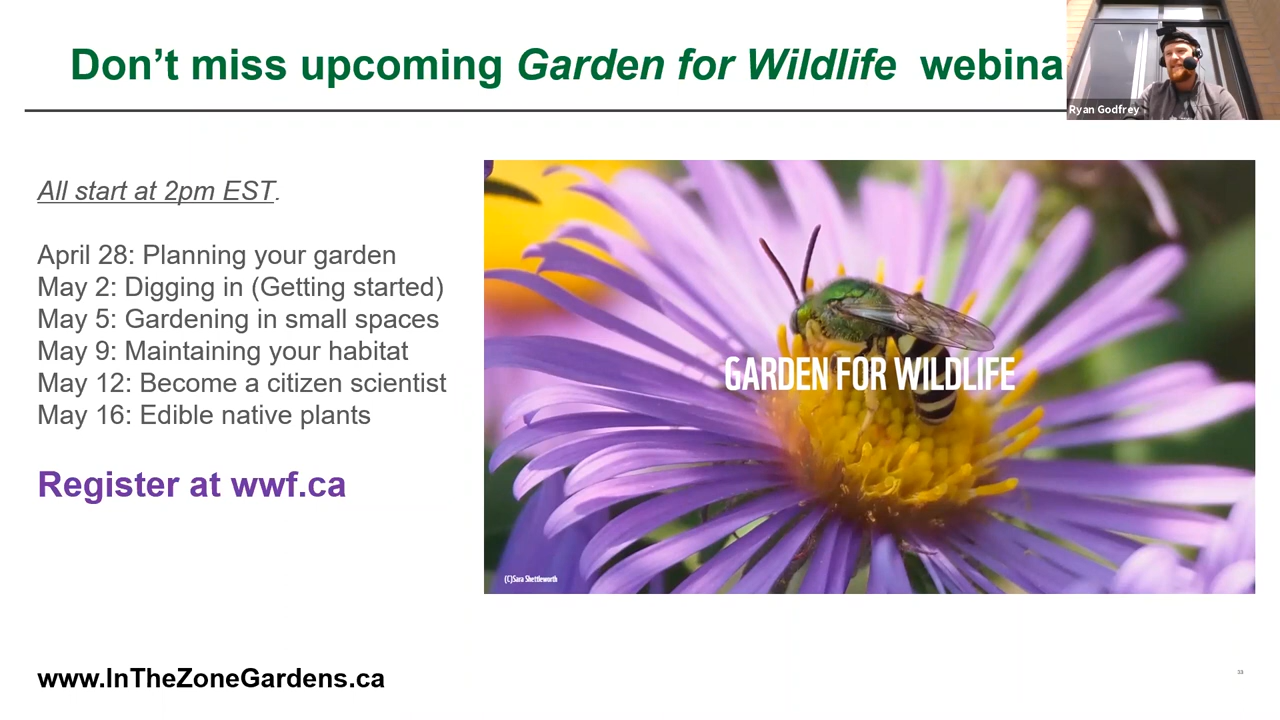 Don't miss upcoming Garden for Wildlife webina
Ryan Godfrey
All start at 2pm EST.
April 28: Planning your garden
May 2: Digging in (Getting started)
May 5: Gardening in small spaces
May 9: Maintaining your habitat
May 12: Become a citizen scientist
May 16: Edible native plants
Register at wwf.ca
GARDEN FOR WILDLIFE
(C)Sara Shettleworth
www.InTheZoneGardens.ca
33